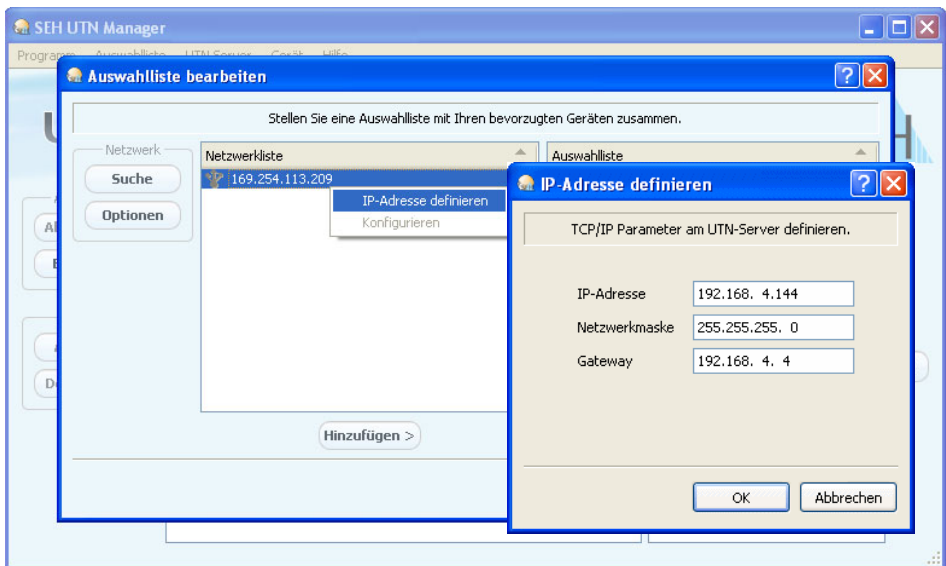 SEH UTN Manager
Auswahlliste bearbeiten
Stellen Sie eine Auswahlliste mit Ihren bevorzugten Geräten zusammen.
Netzwerk
Suche
Optionen
Netzwerkliste
Auswahlliste
169.254.113.209
IP-Adresse definieren
Konfigurieren
Hinzufügen >
IP-Adresse definieren
TCP/IP Parameter am UTN-Server definieren.
IP-Adresse 192.168. 4.144
Netzwerkmaske 255.255.255. 0
Gateway 192.168. 4. 4
OK Abbrechen